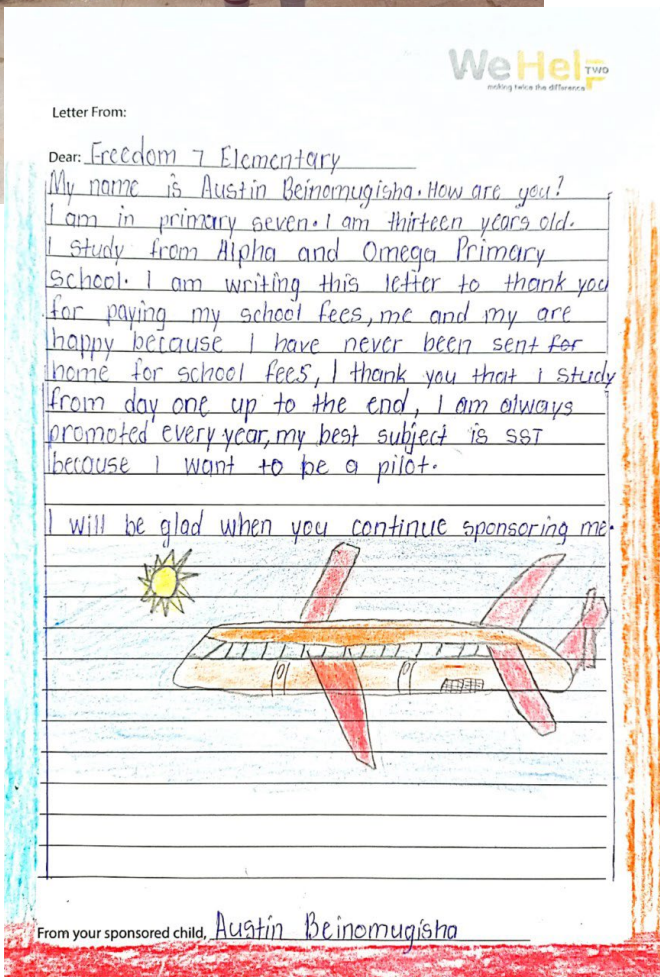 We Help TWO
making twice the difference
Letter From:
Dear: Freedom 7 Elementary
My name is Austin Beinomugisha. How are you?
I am in primary seven. I am thirteen years old.
I study from Alpha and Omega Primary
school. I am writing this letter to thank you
for paying my school fees, me and my are
happy because I have never been sent for
home for school fees, I thank you that i study
from day one up to the end, I am always
promoted every year, my best subject is SST
because I want to be a pilot.
I will be glad when you continue sponsoring me.
From your sponsored child, Austin Beinomugisha